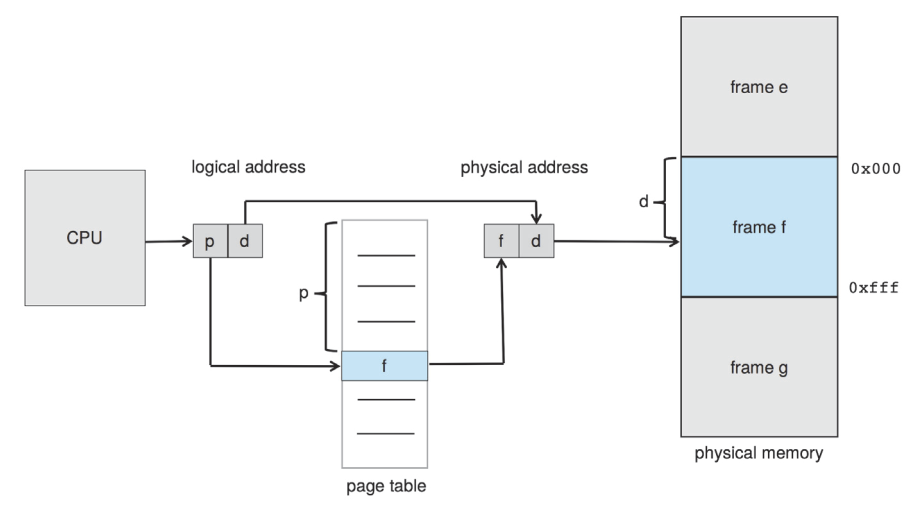 frame e
logical address
physical address
0x000
d
CPU
p d
f d
frame f
p
0xfff
f
frame g
physical memory
page table